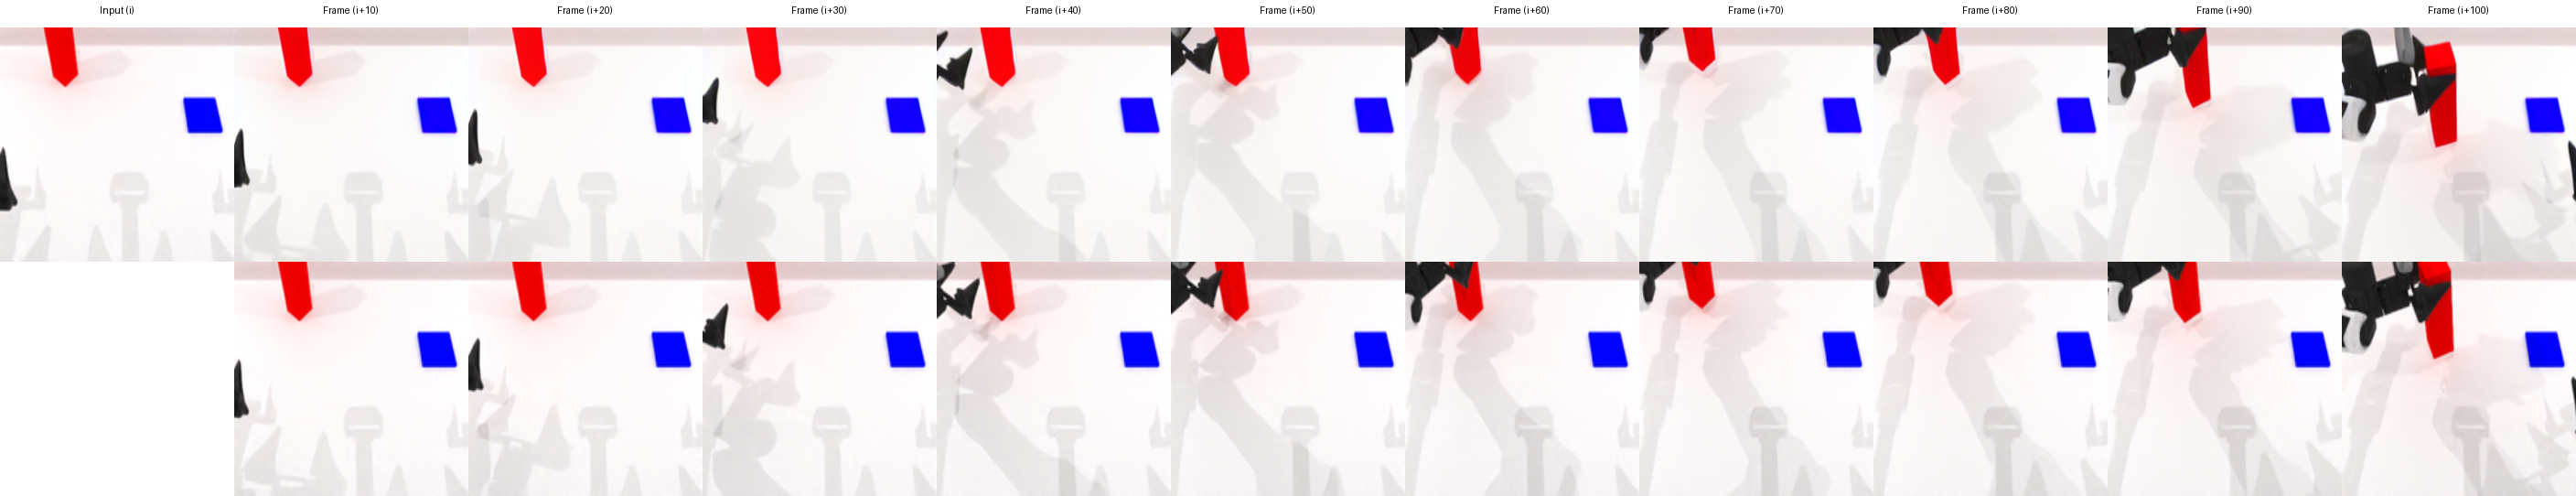 Input (i)
Frame (i+10)
Frame (i+20)
Frame (i+30)
Frame (i+40)
Frame (i+50)
Frame (i+60)
Frame (i+70)
Frame (i+80)
Frame (i+90)
Frame (i+100)